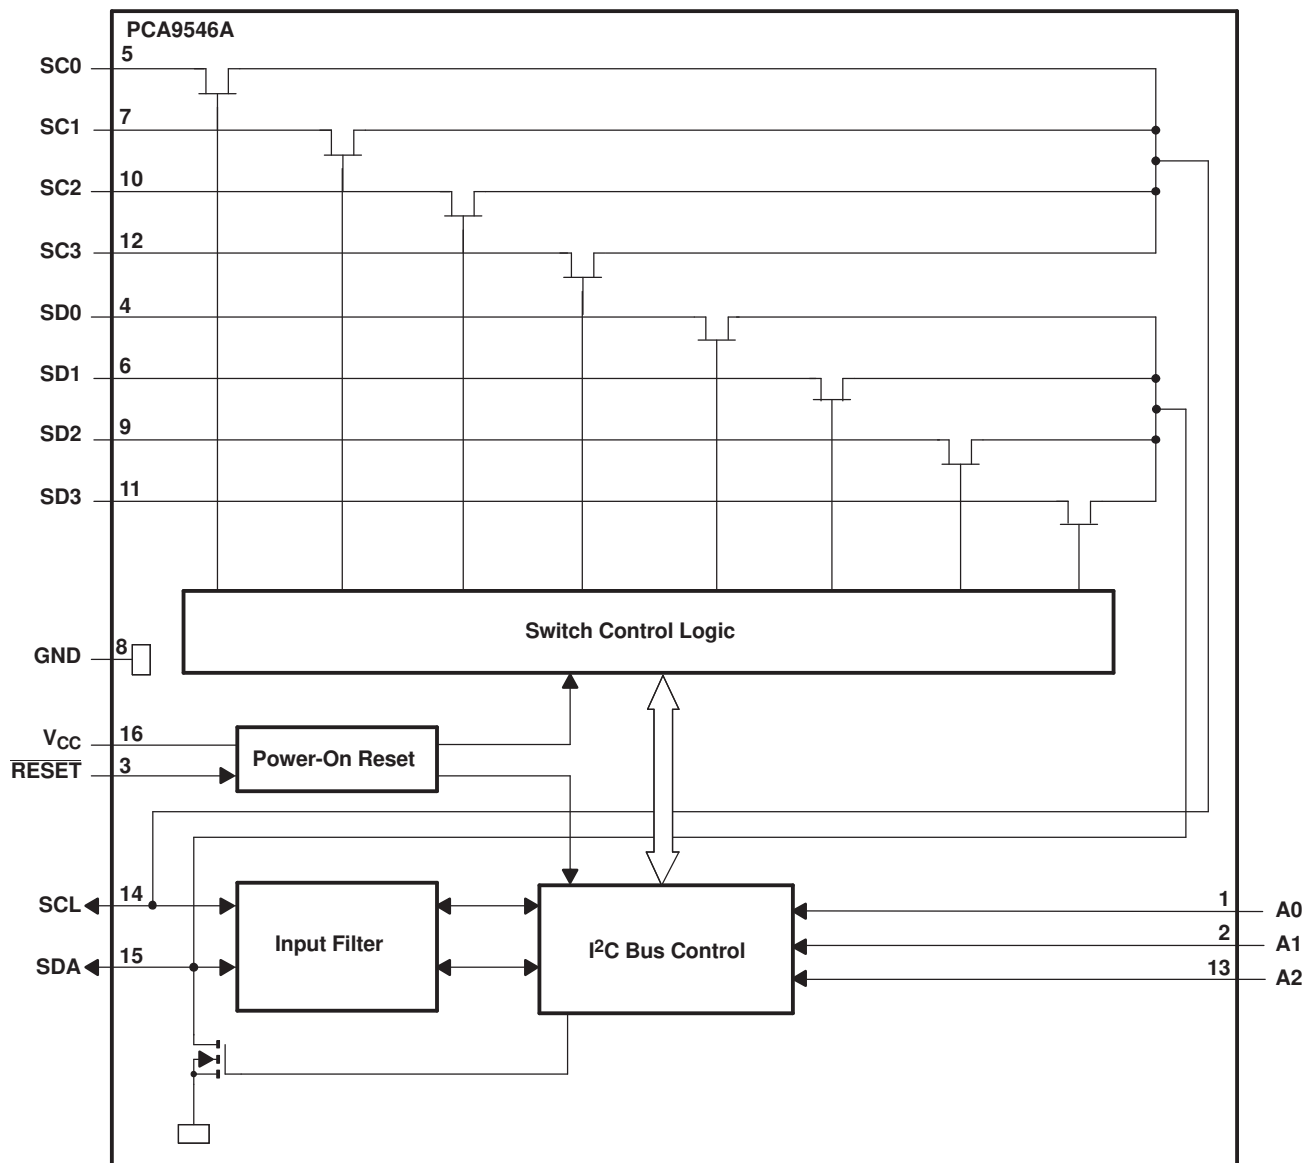 PCA9546A
SC0 5
SC1 7
SC2 10
SC3 12
SD0 4
SD1 6
SD2 9
SD3 11
Switch Control Logic
GND 8
VCC 16
RESET 3
Power-On Reset
SCL 14
SDA 15
Input Filter
I²C Bus Control
1 A0
2 A1
13 A2